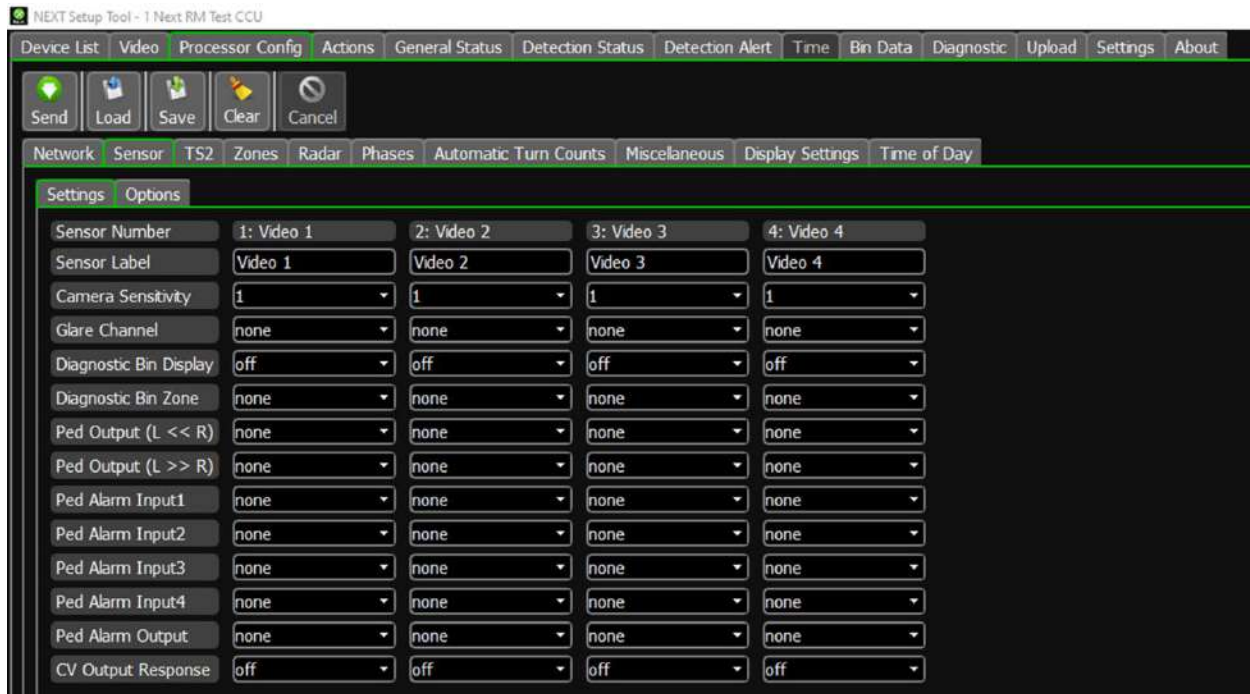 NEXT Setup Tool - 1 Next RM Test CCU
Device List Video Processor Config Actions General Status Detection Status Detection Alert Time Bin Data Diagnostic Upload Settings About
Send Load Save Clear Cancel
Network Sensor TS2 Zones Radar Phases Automatic Turn Counts Miscellaneous Display Settings Time of Day
Settings Options
Sensor Number 1: Video 1 2: Video 2 3: Video 3 4: Video 4
Sensor Label Video 1 Video 2 Video 3 Video 4
Camera Sensitivity 1 1 1 1
Glare Channel none none none none
Diagnostic Bin Display off off off off
Diagnostic Bin Zone none none none none
Ped Output (L << R) none none none none
Ped Output (L >> R) none none none none
Ped Alarm Input1 none none none none
Ped Alarm Input2 none none none none
Ped Alarm Input3 none none none none
Ped Alarm Input4 none none none none
Ped Alarm Output none none none none
CV Output Response off off off off